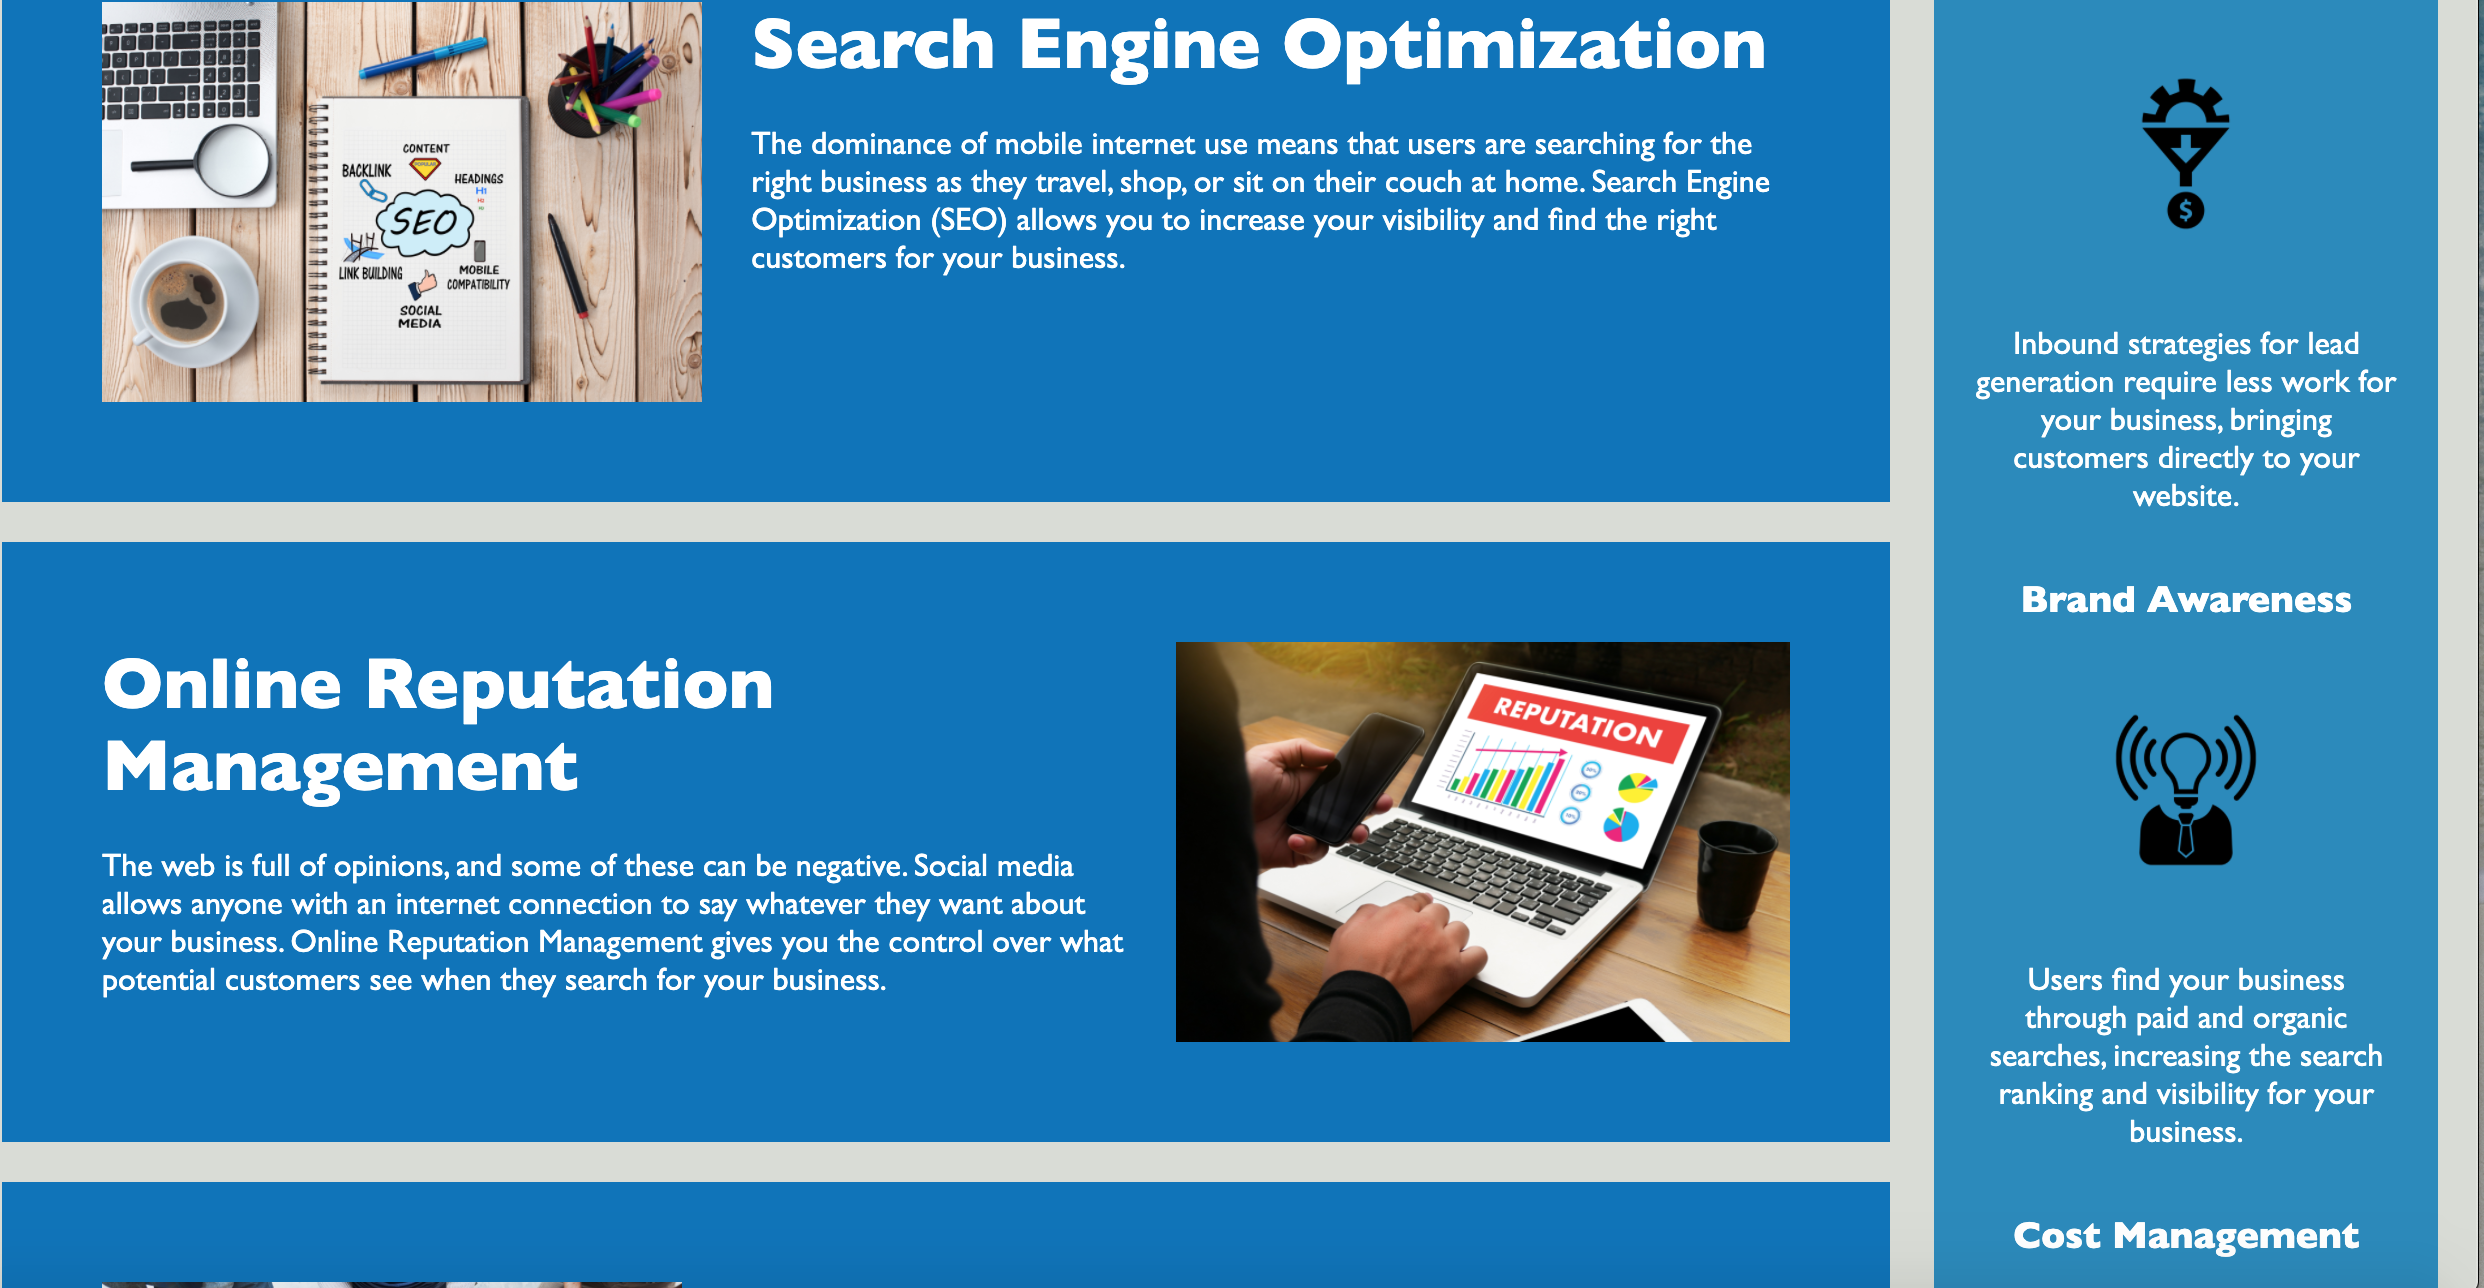 Search Engine Optimization
The dominance of mobile internet use means that users are searching for the
right business as they travel, shop, or sit on their couch at home. Search Engine
Optimization (SEO) allows you to increase your visibility and find the right
customers for your business.
CONTENT
POPULAR
BACKLINK
HEADINGS
H1
H2
SEO
LINK BUILDING
MOBILE
COMPATIBILITY
SOCIAL
MEDIA
Online Reputation
Management
The web is full of opinions, and some of these can be negative. Social media
allows anyone with an internet connection to say whatever they want about
your business. Online Reputation Management gives you the control over what
potential customers see when they search for your business.
REPUTATION
$
Inbound strategies for lead
generation require less work for
your business, bringing
customers directly to your
website.
Brand Awareness
Users find your business
through paid and organic
searches, increasing the search
ranking and visibility for your
business.
Cost Management